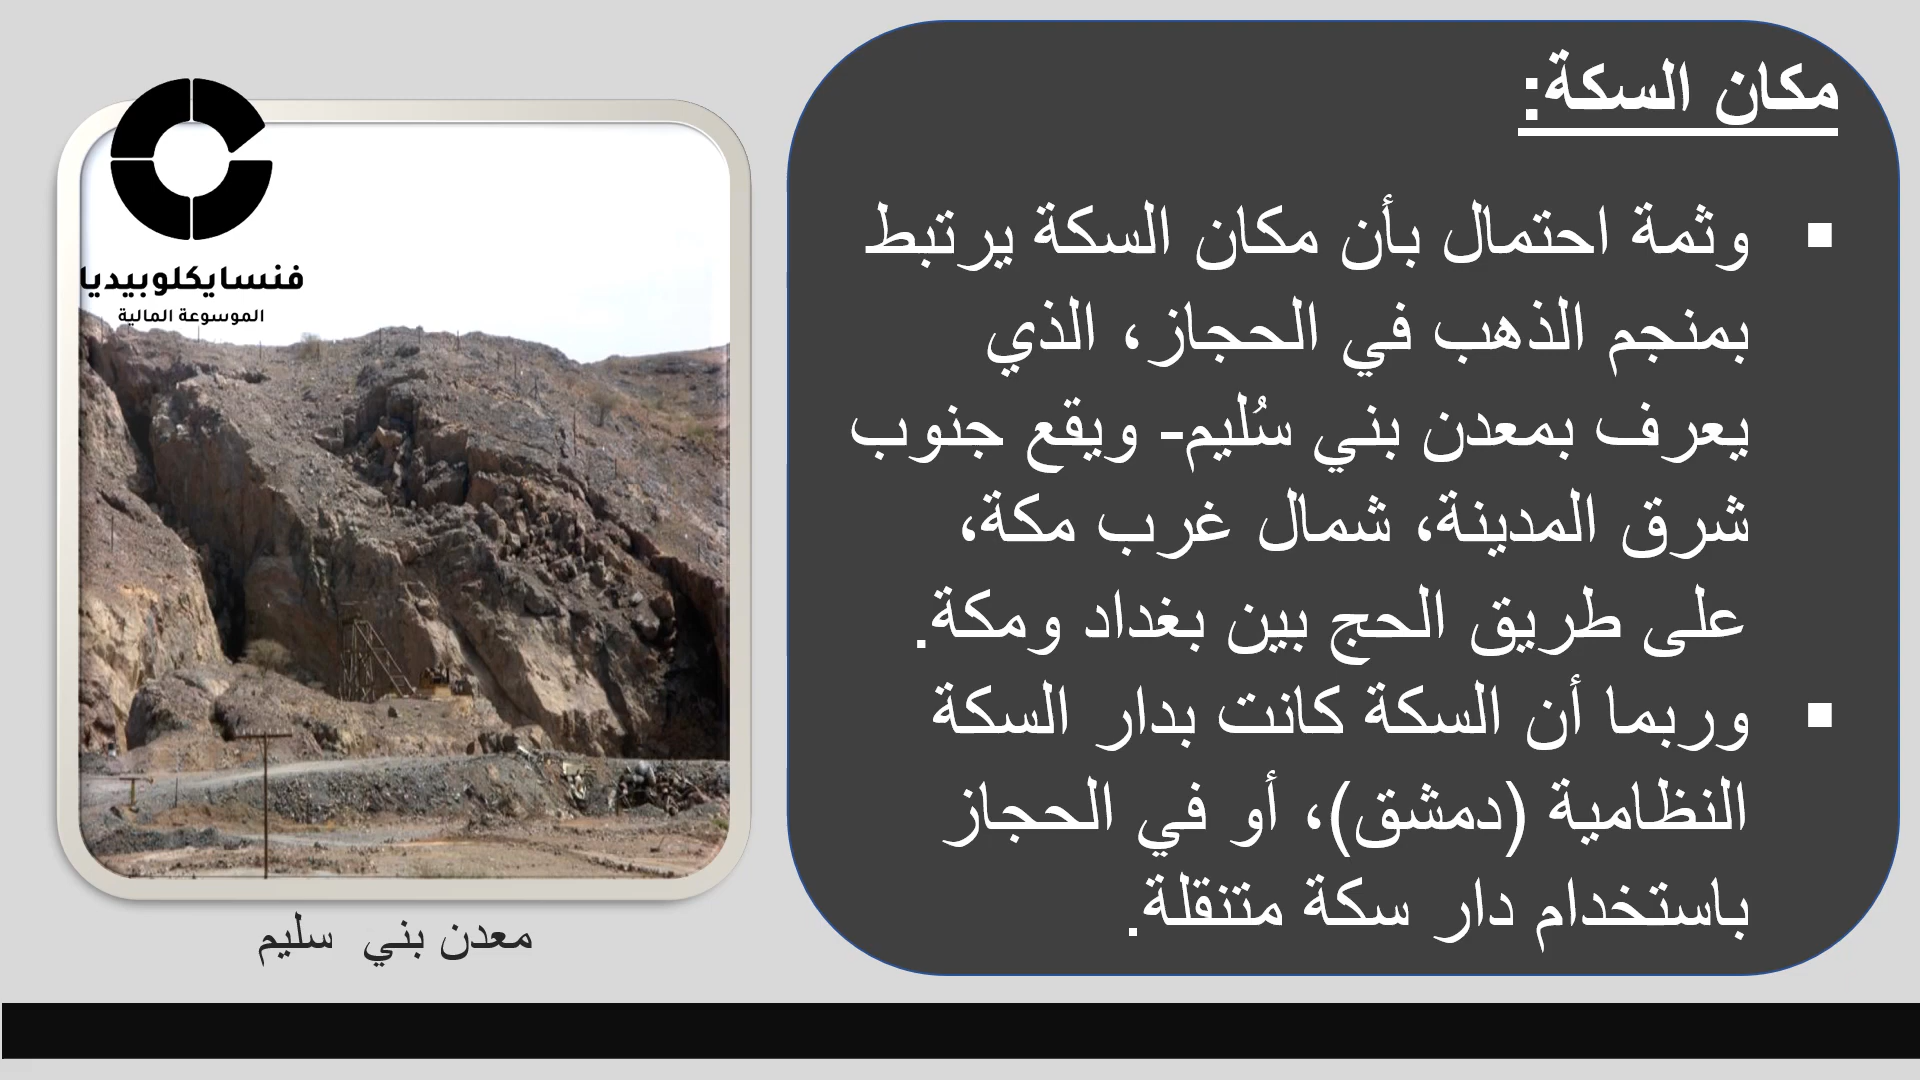 مكان السكة:
▪ وثمة احتمال بأن مكان السكة يرتبط
بمنجم الذهب في الحجاز، الذي
يعرف بمعدن بني سُليم- ويقع جنوب
شرق المدينة، شمال غرب مكة،
على طريق الحج بين بغداد ومكة.
▪ وربما أن السكة كانت بدار السكة
النظامية (دمشق)، أو في الحجاز
باستخدام دار سكة متنقلة.
فنسايكلوبيديا
الموسوعة المالية
معدن بني سليم